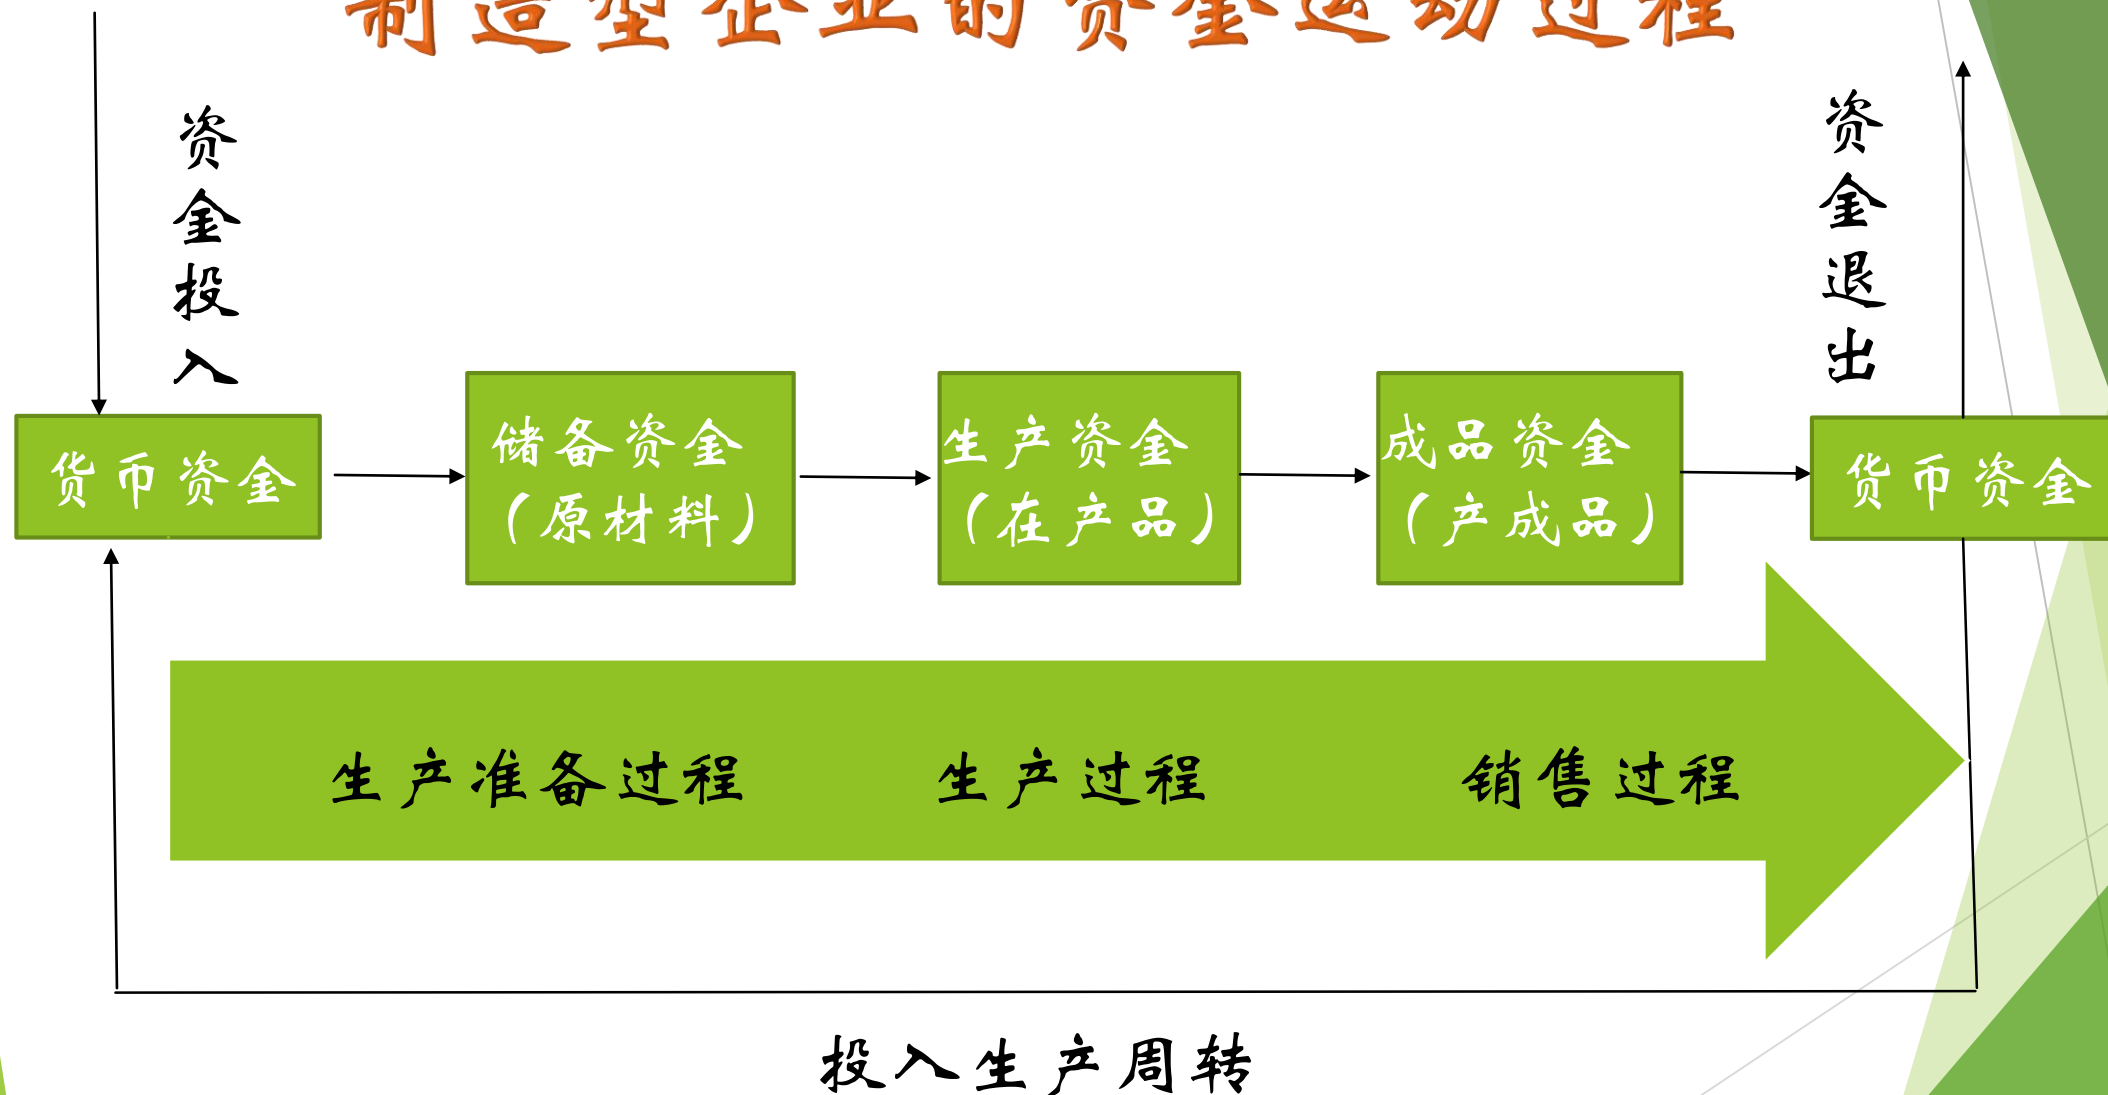 制造型企业的资金运动过程
资金投入
资金退出
货币资金
储备资金
（原材料）
生产资金
（在产品）
成品资金
（产成品）
货币资金
生产准备过程
生产过程
销售过程
投入生产周转